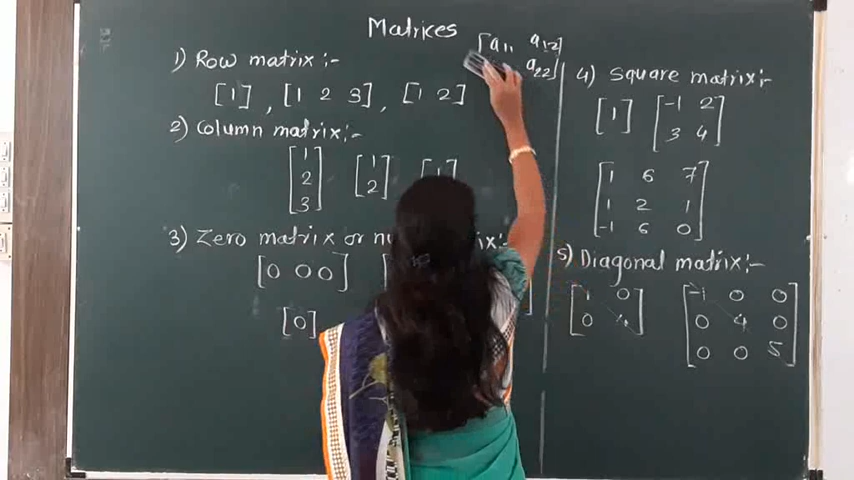 Matrices
[a11 a12
a22]
1) Row matrix :-
[1] , [1 2 3] , [1 2]
2) Column matrix :-
[1
2
3] [1
2] [1]
3) Zero matrix or
[0 0 0]
[0]
4) Square matrix :-
[1] [-1 2
3 4]
[1 6 7
1 2 1
-1 6 0]
5) Diagonal matrix :-
[1 0
0 4] [-1 0 0
0 4 0
0 0 5]